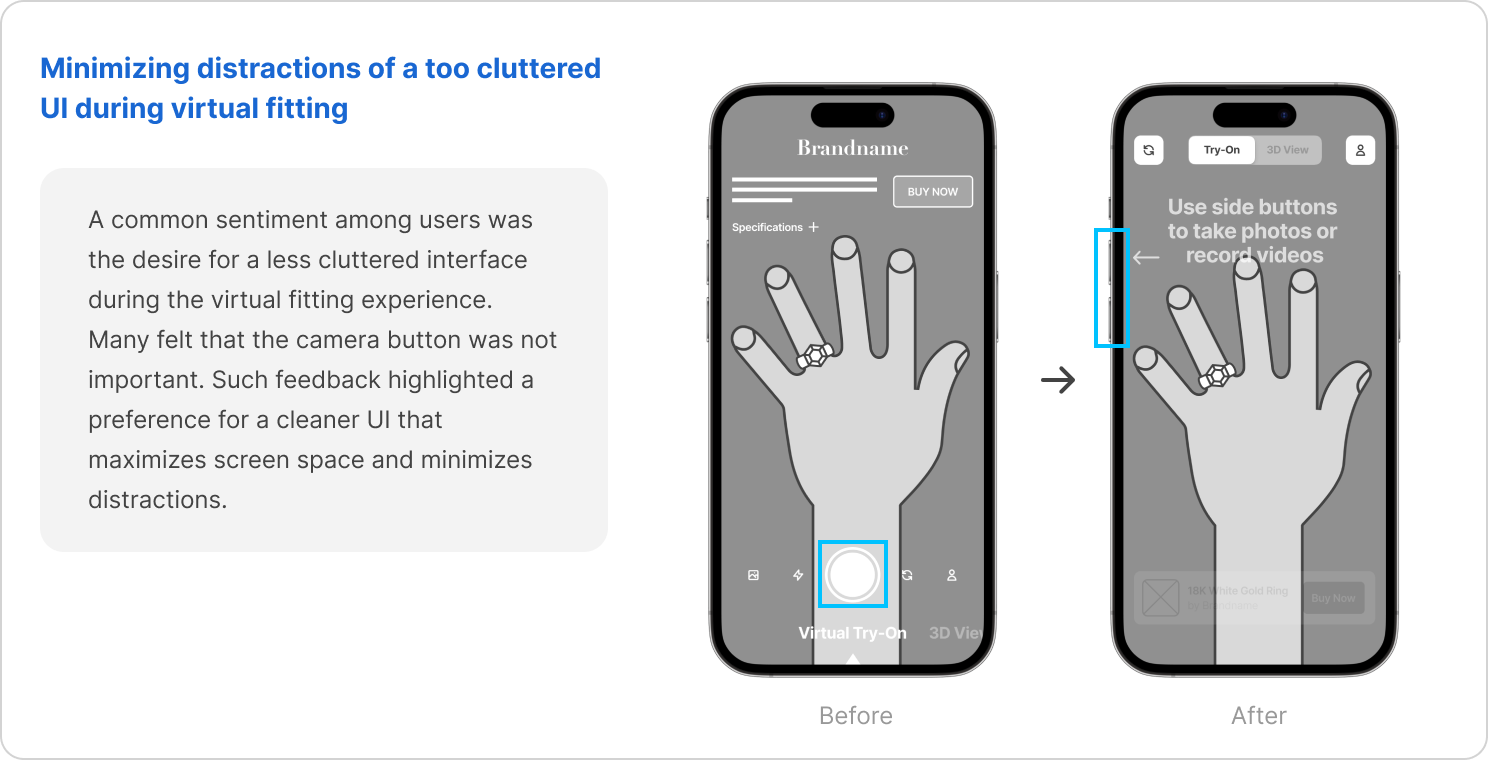 Minimizing distractions of a too cluttered
UI during virtual fitting
A common sentiment among users was
the desire for a less cluttered interface
during the virtual fitting experience.
Many felt that the camera button was not
important. Such feedback highlighted a
preference for a cleaner UI that
maximizes screen space and minimizes
distractions.
Brandname
BUY NOW
Specifications +
Virtual Try-On 3D View
Before
Try-On 3D View
Use side buttons
to take photos or
record videos
18K White Gold Ring
by Brandname
Buy Now
After